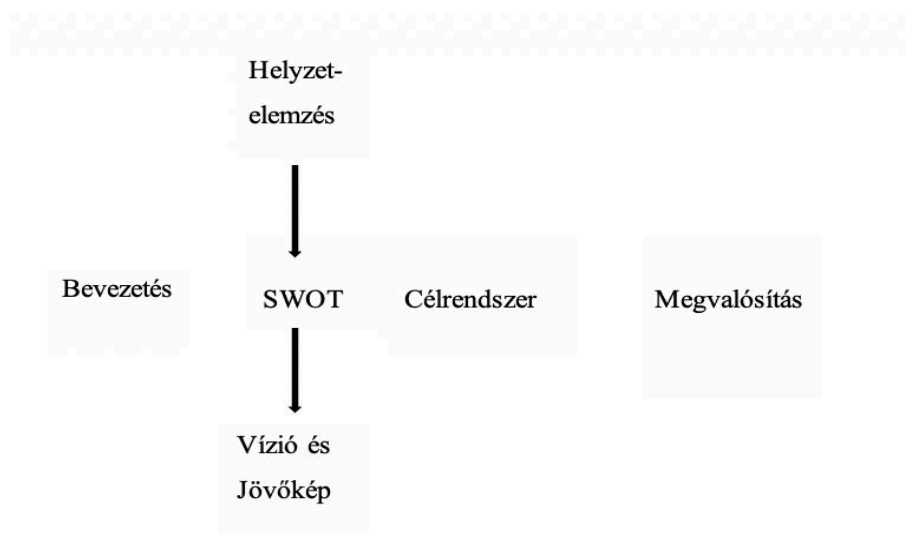 Helyzet-
elemzés
Bevezetés
SWOT
Célrendszer
Megvalósítás
Vízió és
Jövőkép